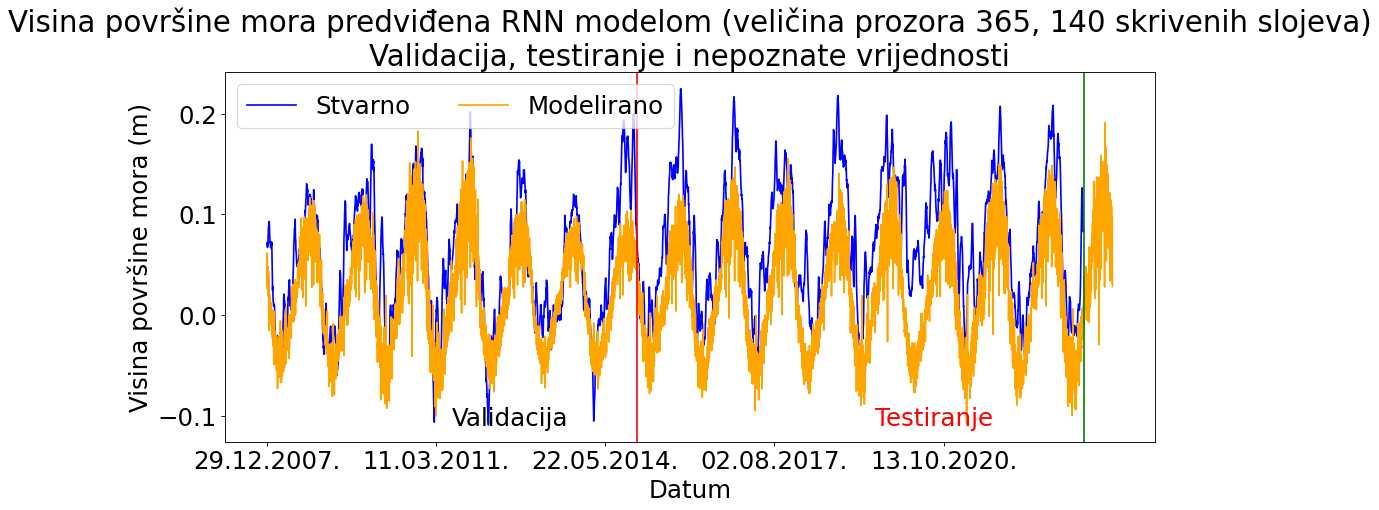 Visina površine mora predviđena RNN modelom (veličina prozora 365, 140 skrivenih slojeva)
Validacija, testiranje i nepoznate vrijednosti
Stvarno Modelirano
Visina površine mora (m)
0.2
0.1
0.0
−0.1
Validacija
Testiranje
29.12.2007. 11.03.2011. 22.05.2014. 02.08.2017. 13.10.2020.
Datum